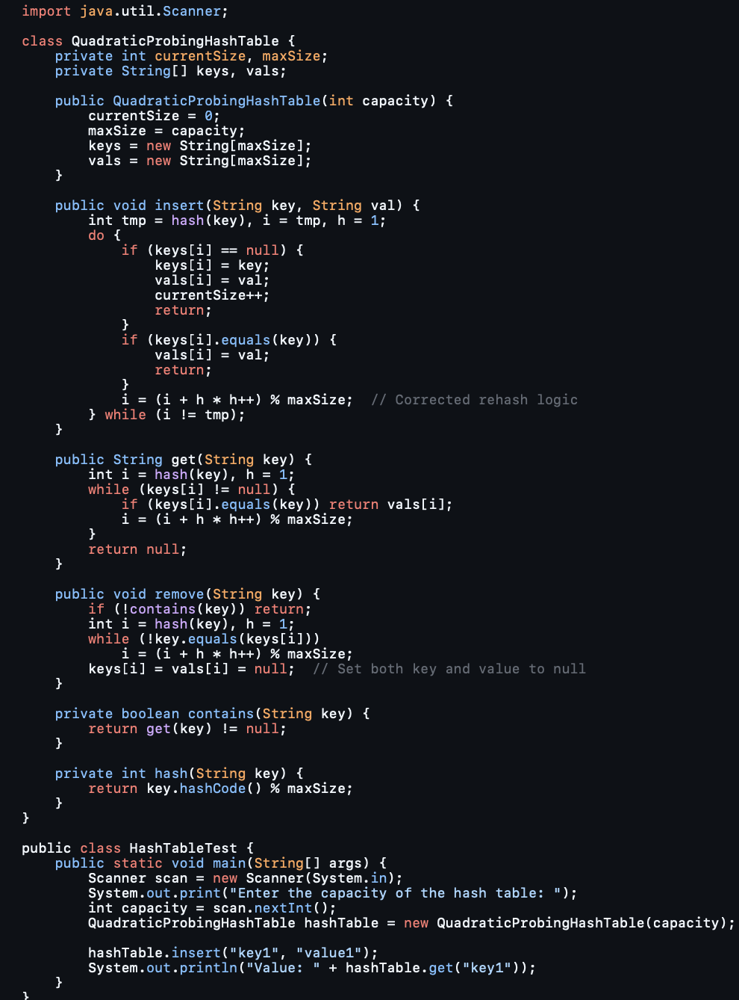 import java.util.Scanner;
class QuadraticProbingHashTable {
    private int currentSize, maxSize;
    private String[] keys, vals;
    public QuadraticProbingHashTable(int capacity) {
        currentSize = 0;
        maxSize = capacity;
        keys = new String[maxSize];
        vals = new String[maxSize];
    }
    public void insert(String key, String val) {
        int tmp = hash(key), i = tmp, h = 1;
        do {
            if (keys[i] == null) {
                keys[i] = key;
                vals[i] = val;
                currentSize++;
                return;
            }
            if (keys[i].equals(key)) {
                vals[i] = val;
                return;
            }
            i = (i + h * h++) % maxSize;  // Corrected rehash logic
        } while (i != tmp);
    }
    public String get(String key) {
        int i = hash(key), h = 1;
        while (keys[i] != null) {
            if (keys[i].equals(key)) return vals[i];
            i = (i + h * h++) % maxSize;
        }
        return null;
    }
    public void remove(String key) {
        if (!contains(key)) return;
        int i = hash(key), h = 1;
        while (!key.equals(keys[i]))
            i = (i + h * h++) % maxSize;
        keys[i] = vals[i] = null;  // Set both key and value to null
    }
    private boolean contains(String key) {
        return get(key) != null;
    }
    private int hash(String key) {
        return key.hashCode() % maxSize;
    }
}
public class HashTableTest {
    public static void main(String[] args) {
        Scanner scan = new Scanner(System.in);
        System.out.print("Enter the capacity of the hash table: ");
        int capacity = scan.nextInt();
        QuadraticProbingHashTable hashTable = new QuadraticProbingHashTable(capacity);
        hashTable.insert("key1", "value1");
        System.out.println("Value: " + hashTable.get("key1"));
    }
}